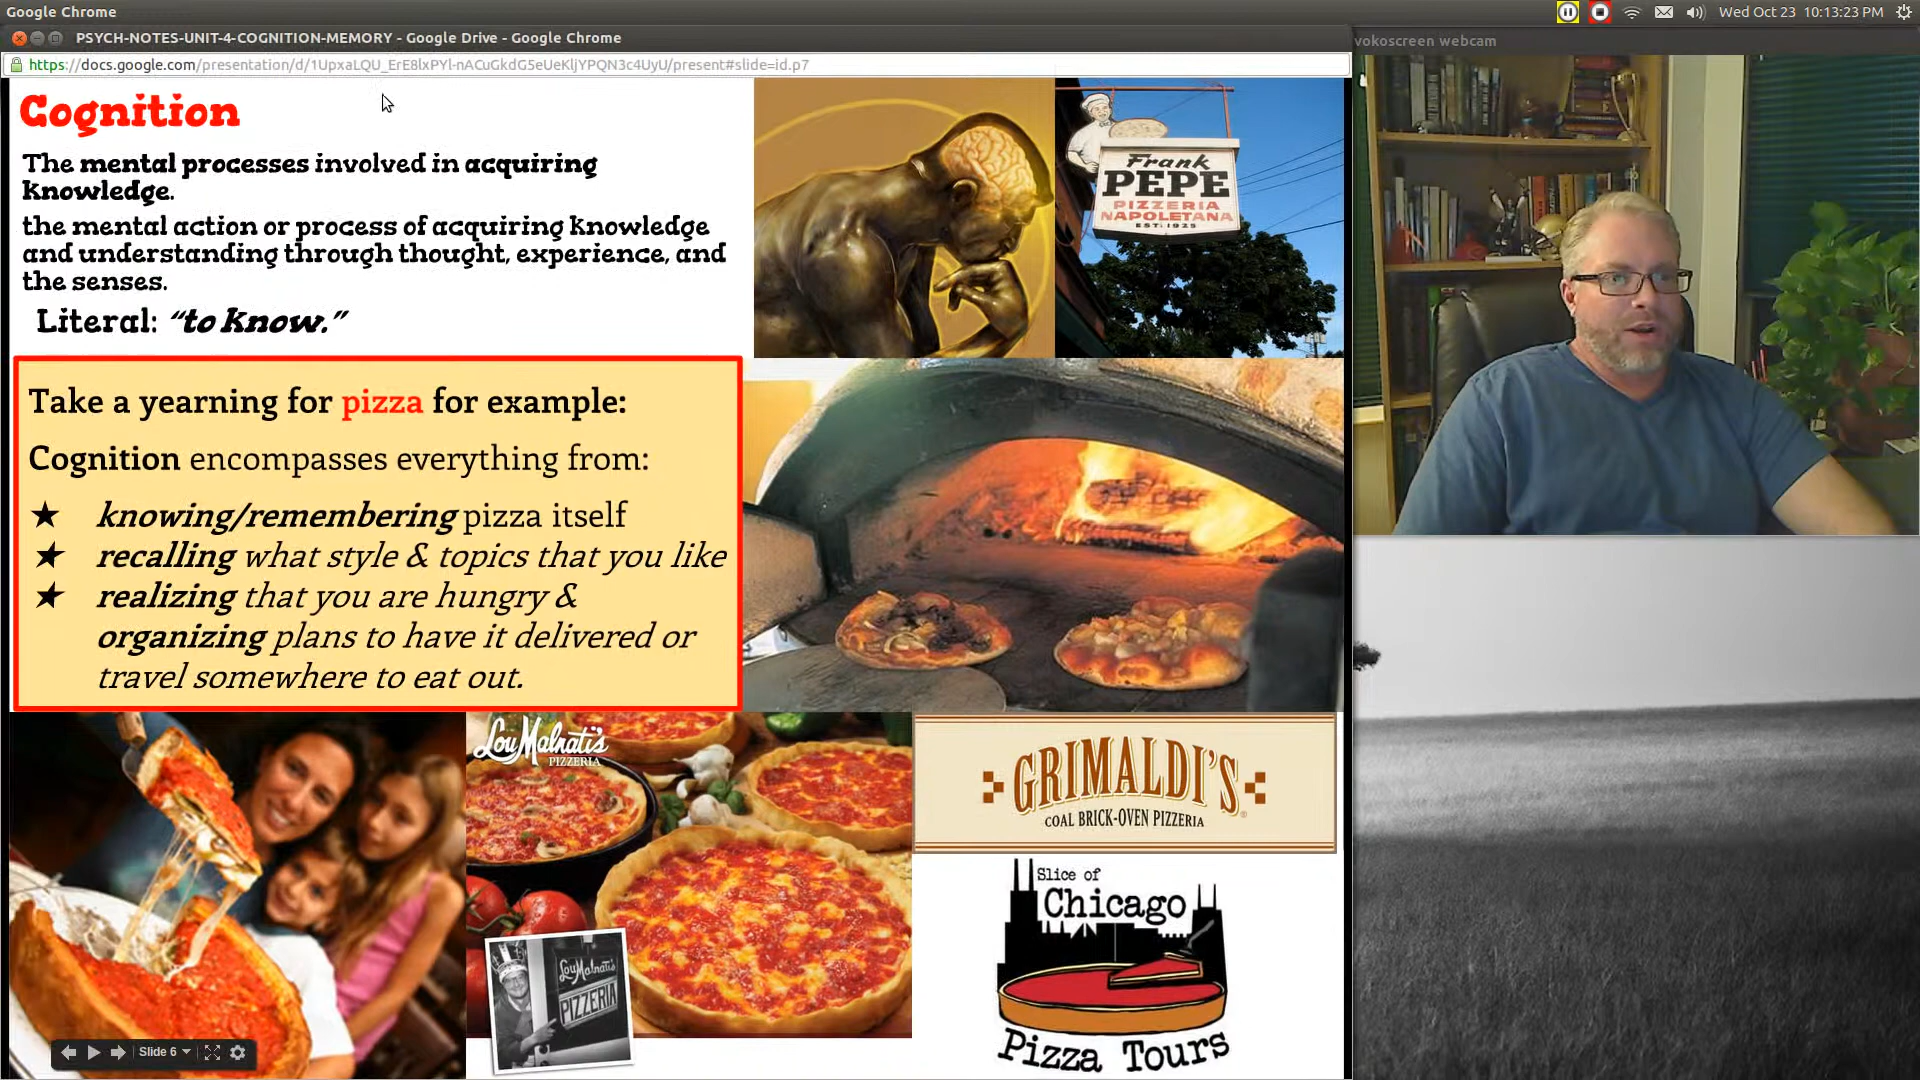 Google Chrome
Wed Oct 23 10:13:23 PM
PSYCH-NOTES-UNIT-4-COGNITION-MEMORY - Google Drive - Google Chrome
vokoscreen webcam
https://docs.google.com/presentation/d/1UpxaLQU_ErE8lxPYl-nACuGkdG5eUeKljYPQN3c4UyU/present#slide=id.p7
Cognition
The mental processes involved in acquiring
knowledge.
the mental action or process of acquiring knowledge
and understanding through thought, experience, and
the senses.
Literal: “to know.”
Frank
PEPE
PIZZERIA
NAPOLETANA
EST. 1925
Take a yearning for pizza for example:
Cognition encompasses everything from:
★ knowing/remembering pizza itself
★ recalling what style & topics that you like
★ realizing that you are hungry &
organizing plans to have it delivered or
travel somewhere to eat out.
Lou Malnati's
PIZZERIA
GRIMALDI'S
COAL BRICK-OVEN PIZZERIA
Slice of
Chicago
Pizza Tours
Lou Malnati's
PIZZERIA
Slide 6